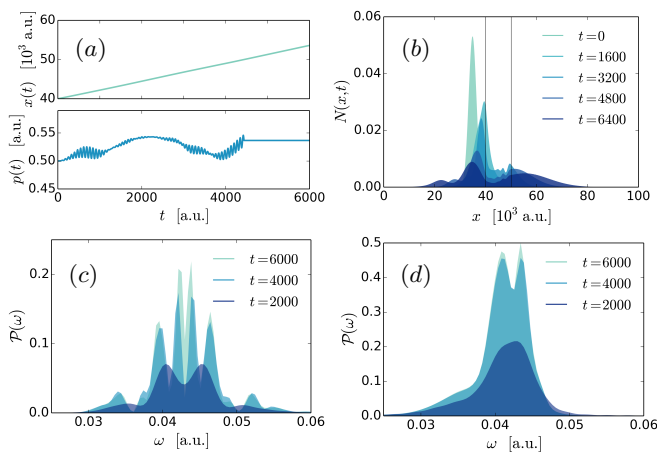 (a)
x(t) [10³ a.u.]
60
50
40
p(t) [a.u.]
0.55
0.50
0.45
0
2000
4000
6000
t [a.u.]
(b)
N(x,t)
0.06
0.04
0.02
0.00
0
20
40
60
80
100
x [10³ a.u.]
t=0
t=1600
t=3200
t=4800
t=6400
(c)
P(ω)
0.2
0.1
0.0
0.03
0.04
0.05
0.06
ω [a.u.]
t=6000
t=4000
t=2000
(d)
P(ω)
0.5
0.4
0.3
0.2
0.1
0.0
0.03
0.04
0.05
0.06
ω [a.u.]
t=6000
t=4000
t=2000